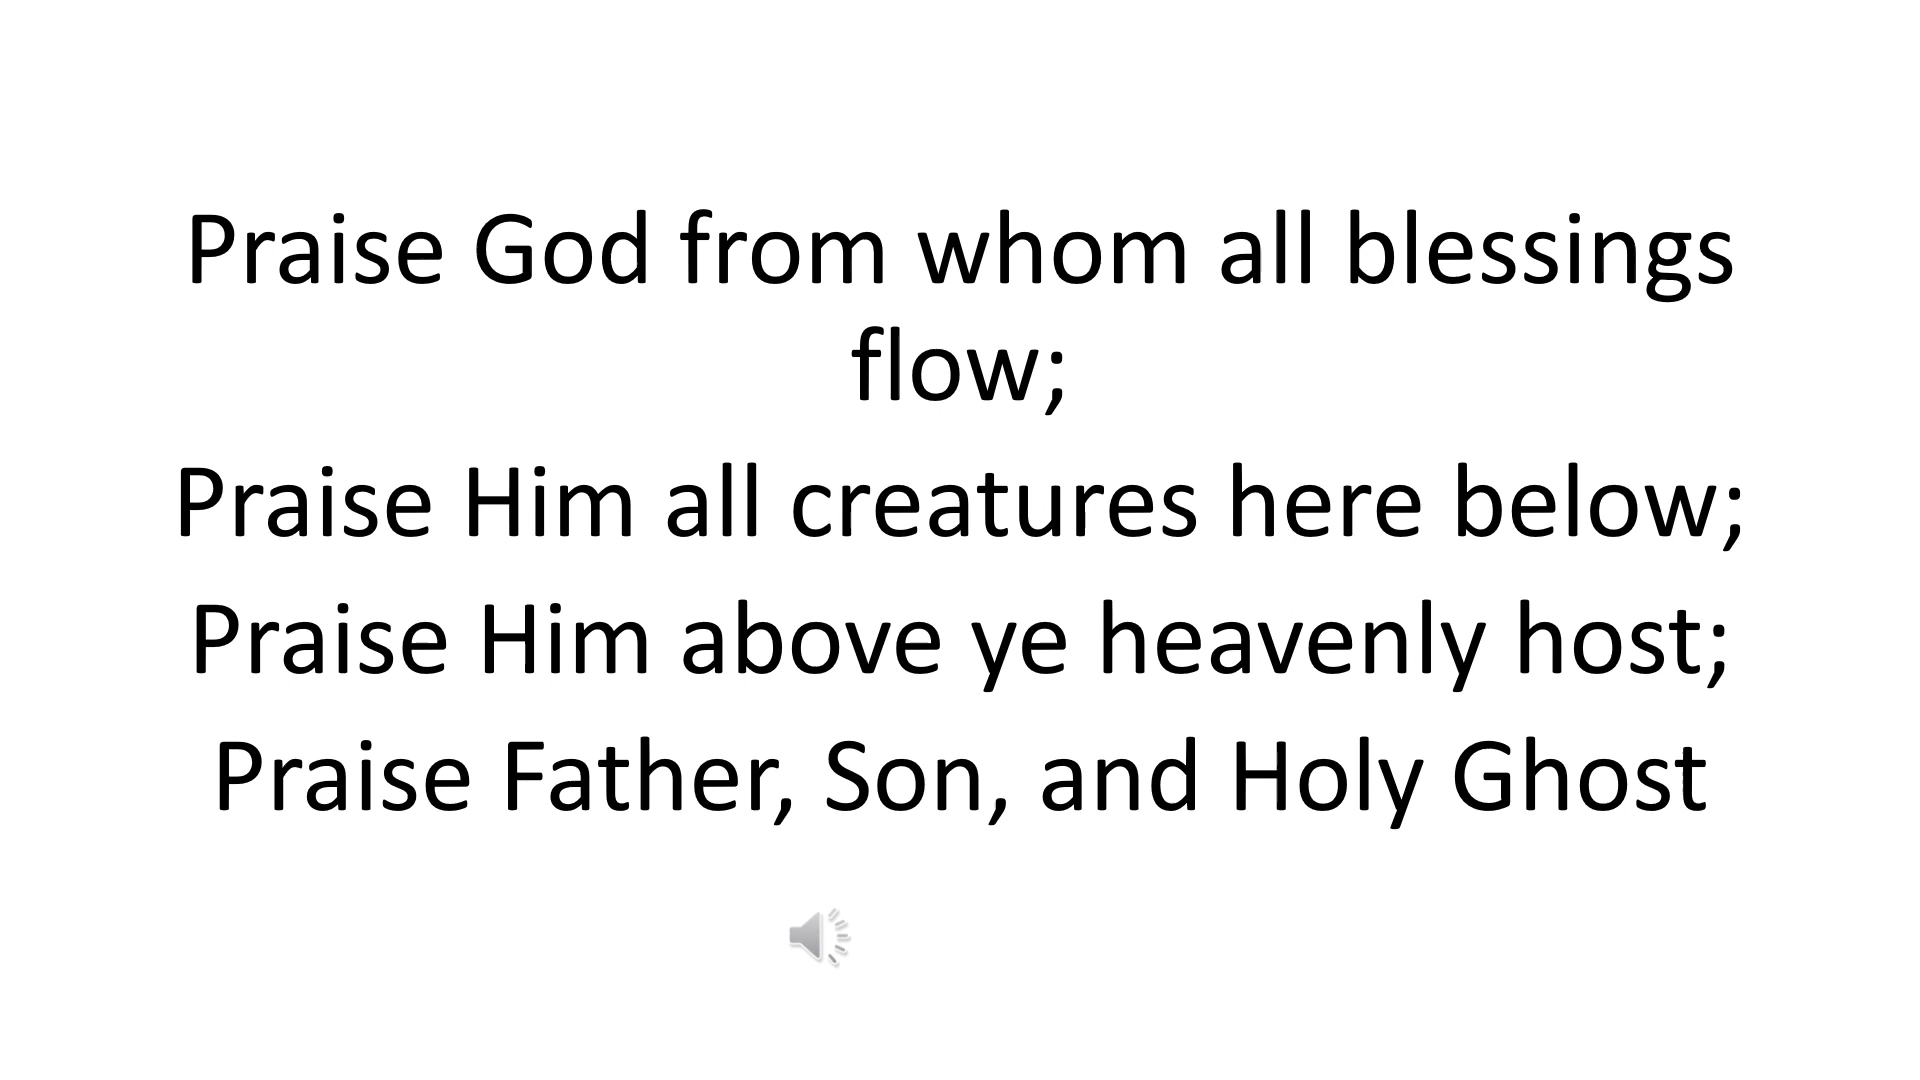 Praise God from whom all blessings
flow;
Praise Him all creatures here below;
Praise Him above ye heavenly host;
Praise Father, Son, and Holy Ghost